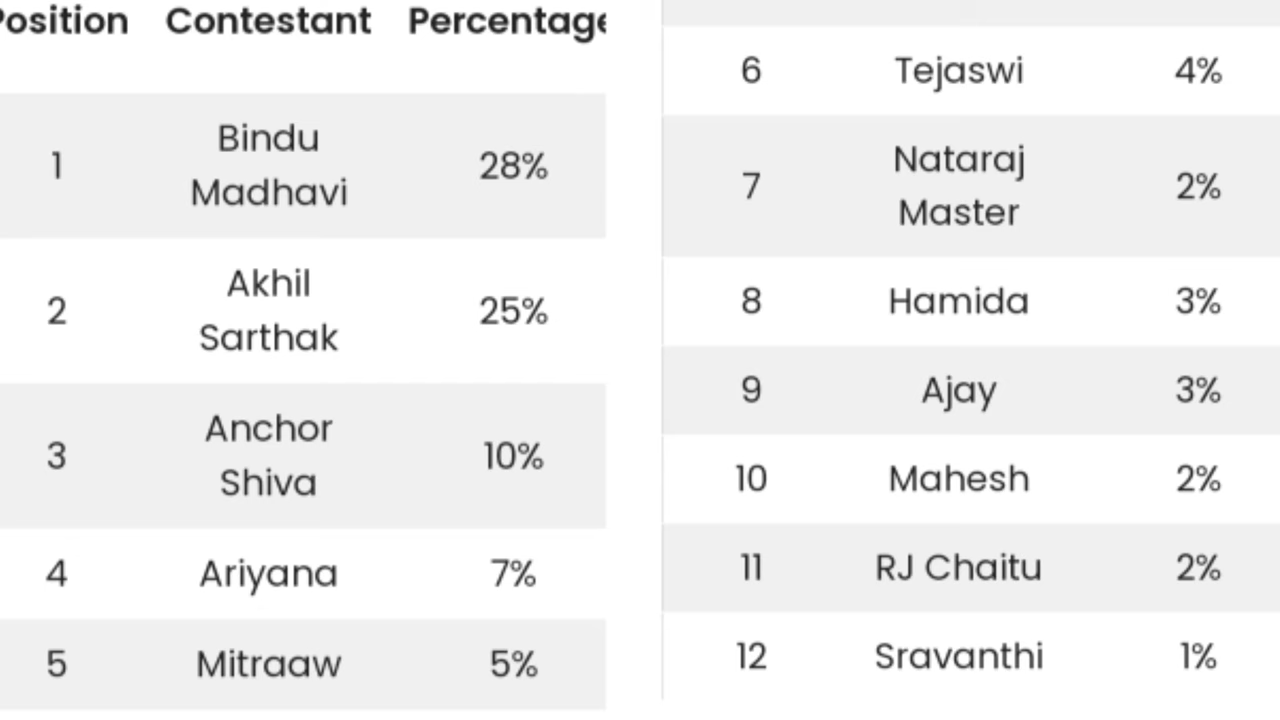 Position Contestant Percentage
1 Bindu Madhavi 28%
2 Akhil Sarthak 25%
3 Anchor Shiva 10%
4 Ariyana 7%
5 Mitraaw 5%
6 Tejaswi 4%
7 Nataraj Master 2%
8 Hamida 3%
9 Ajay 3%
10 Mahesh 2%
11 RJ Chaitu 2%
12 Sravanthi 1%